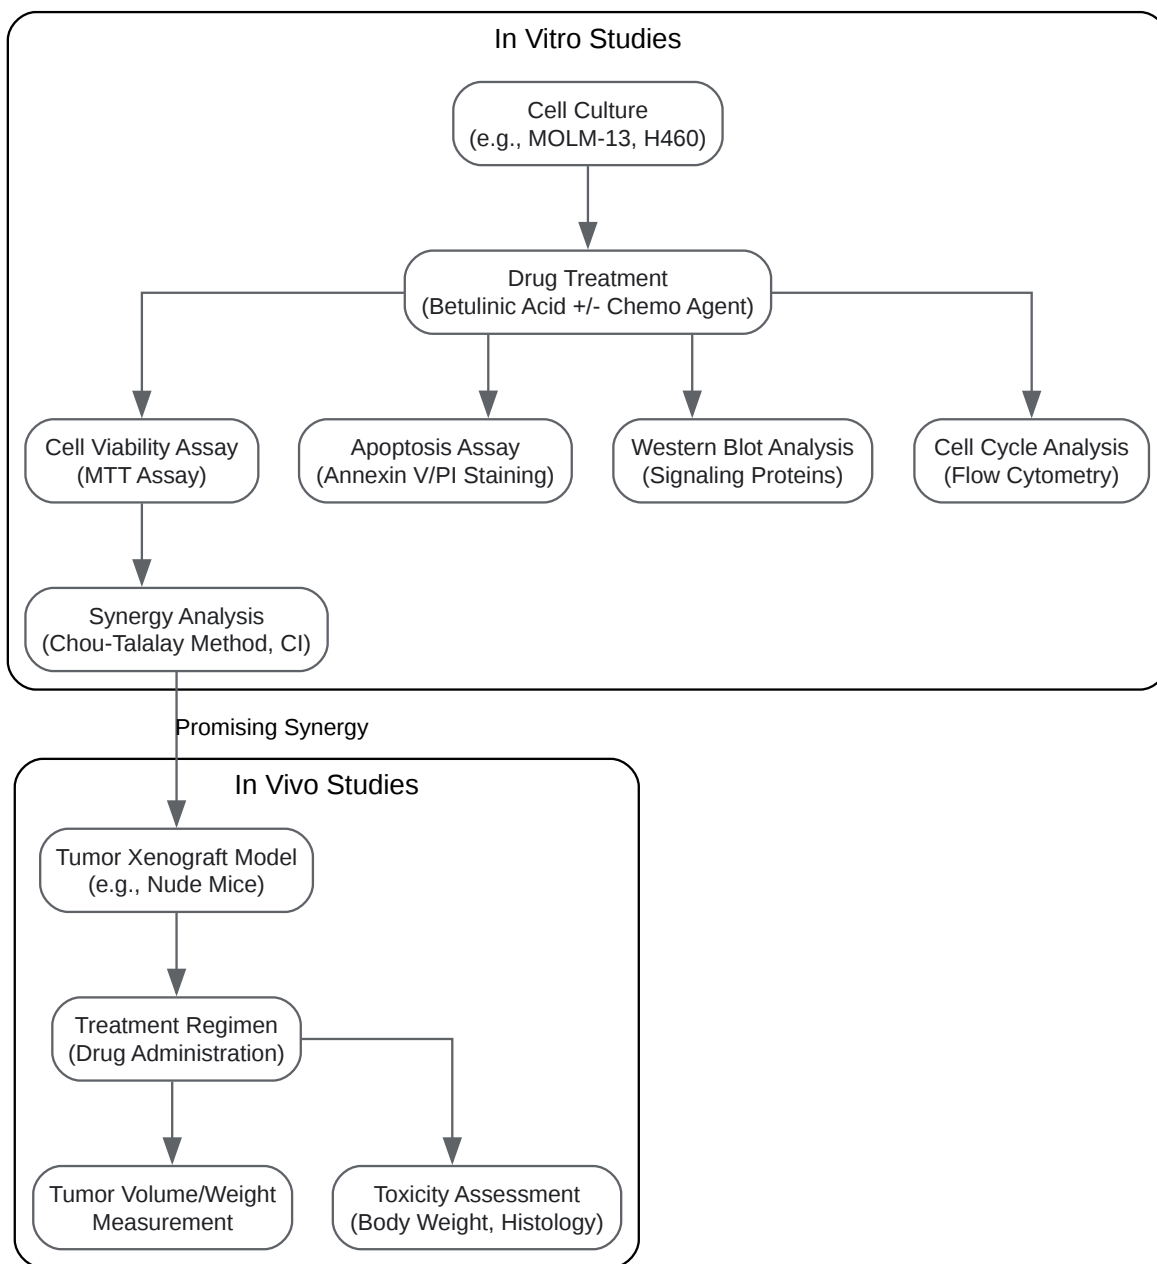 In Vitro Studies
Cell Culture
(e.g., MOLM-13, H460)
Drug Treatment
(Betulinic Acid +/- Chemo Agent)
Cell Viability Assay
(MTT Assay)
Apoptosis Assay
(Annexin V/PI Staining)
Western Blot Analysis
(Signaling Proteins)
Cell Cycle Analysis
(Flow Cytometry)
Synergy Analysis
(Chou-Talalay Method, CI)
Promising Synergy
In Vivo Studies
Tumor Xenograft Model
(e.g., Nude Mice)
Treatment Regimen
(Drug Administration)
Tumor Volume/Weight
Measurement
Toxicity Assessment
(Body Weight, Histology)